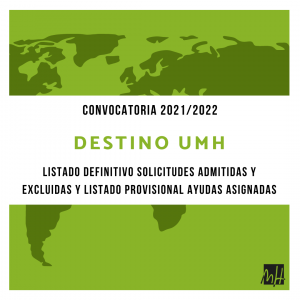 CONVOCATORIA 2021/2022
DESTINO UMH
LISTADO DEFINITIVO SOLICITUDES ADMITIDAS Y
EXCLUIDAS Y LISTADO PROVISIONAL AYUDAS ASIGNADAS